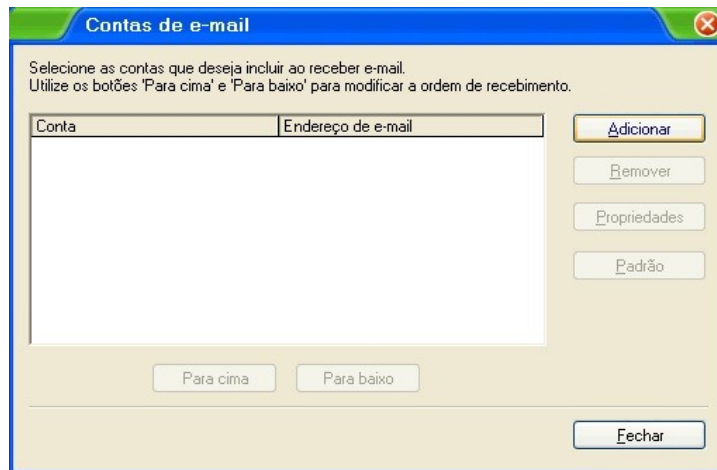 Contas de e-mail
Selecione as contas que deseja incluir ao receber e-mail.
Utilize os botões 'Para cima' e 'Para baixo' para modificar a ordem de recebimento.
Conta Endereço de e-mail
Adicionar
Remover
Propriedades
Padrão
Para cima Para baixo
Fechar